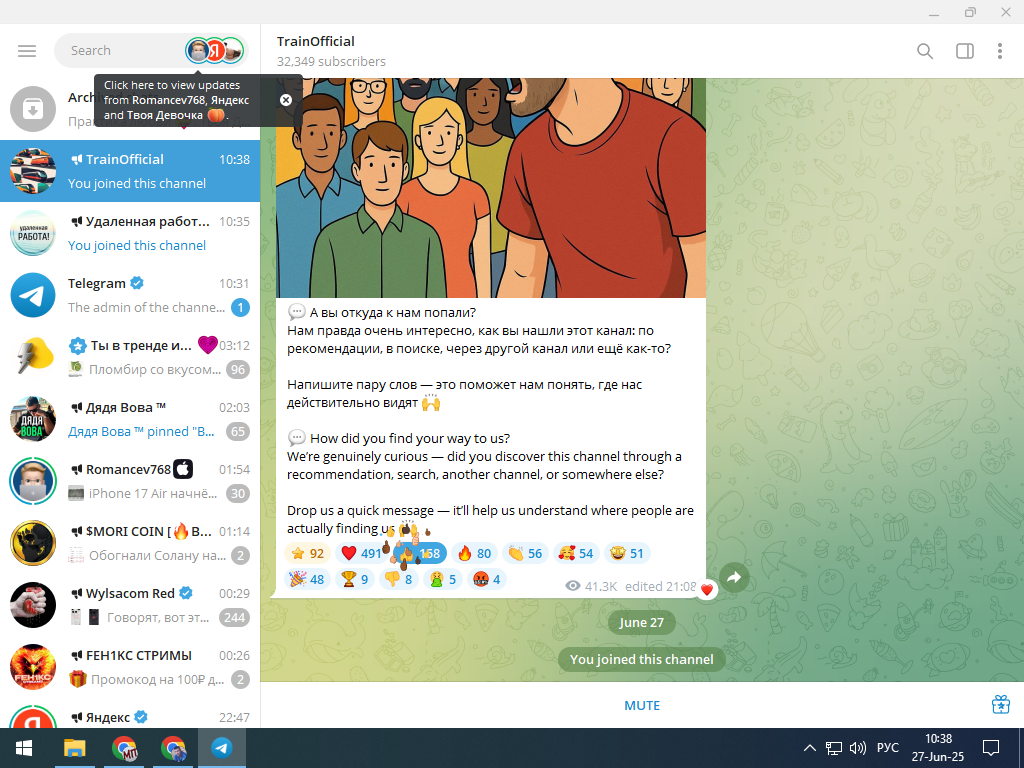 Search
Click here to view updates
from Romancev768, Яндекс
and Твоя Девочка 🍑.
TrainOfficial
32,349 subscribers
TrainOfficial 10:38
You joined this channel
Удаленная работ... 10:35
You joined this channel
удаленная
РАБОТА!
Telegram 10:31
The admin of the channe... 1
Ты в тренде и... 03:12
Пломбир со вкусом... 96
Дядя Вова ™ 02:03
Дядя Вова ™ pinned "В... 65
ДЯДЯ
ВОВА
Romancev768 01:54
iPhone 17 Air начнё... 30
$MORI COIN [🔥В... 01:14
Обогнали Солану на... 2
Wylsacom Red 00:29
Говорят, вот эт... 244
FEH1KC СТРИМЫ 00:26
Промокод на 100₽ д... 2
FEH1KC
Яндекс 22:47
💬 А вы откуда к нам попали?
Нам правда очень интересно, как вы нашли этот канал: по
рекомендации, в поиске, через другой канал или ещё как-то?
Напишите пару слов — это поможет нам понять, где нас
действительно видят 🙌
💬 How did you find your way to us?
We're genuinely curious — did you discover this channel through a
recommendation, search, another channel, or somewhere else?
Drop us a quick message — it'll help us understand where people are
actually finding us 🙌
⭐ 92 ❤️ 491 🔥 80 👏 56 🥰 54 😀 51
🎉 48 🏆 9 👎 8 🤮 5 🤬 4
41.3K edited 21:08
June 27
You joined this channel
MUTE
РУС
10:38
27-Jun-25